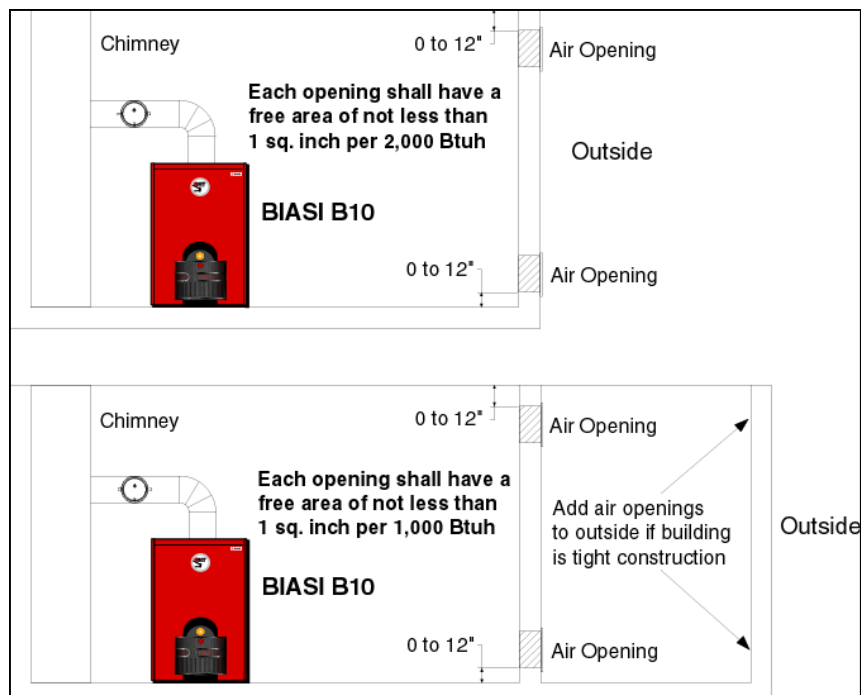 Chimney
0 to 12"
Air Opening
Each opening shall have a
free area of not less than
1 sq. inch per 2,000 Btuh
Outside
BIASI B10
0 to 12"
Air Opening
Chimney
0 to 12"
Air Opening
Each opening shall have a
free area of not less than
1 sq. inch per 1,000 Btuh
Add air openings
to outside if building
is tight construction
Outside
BIASI B10
0 to 12"
Air Opening